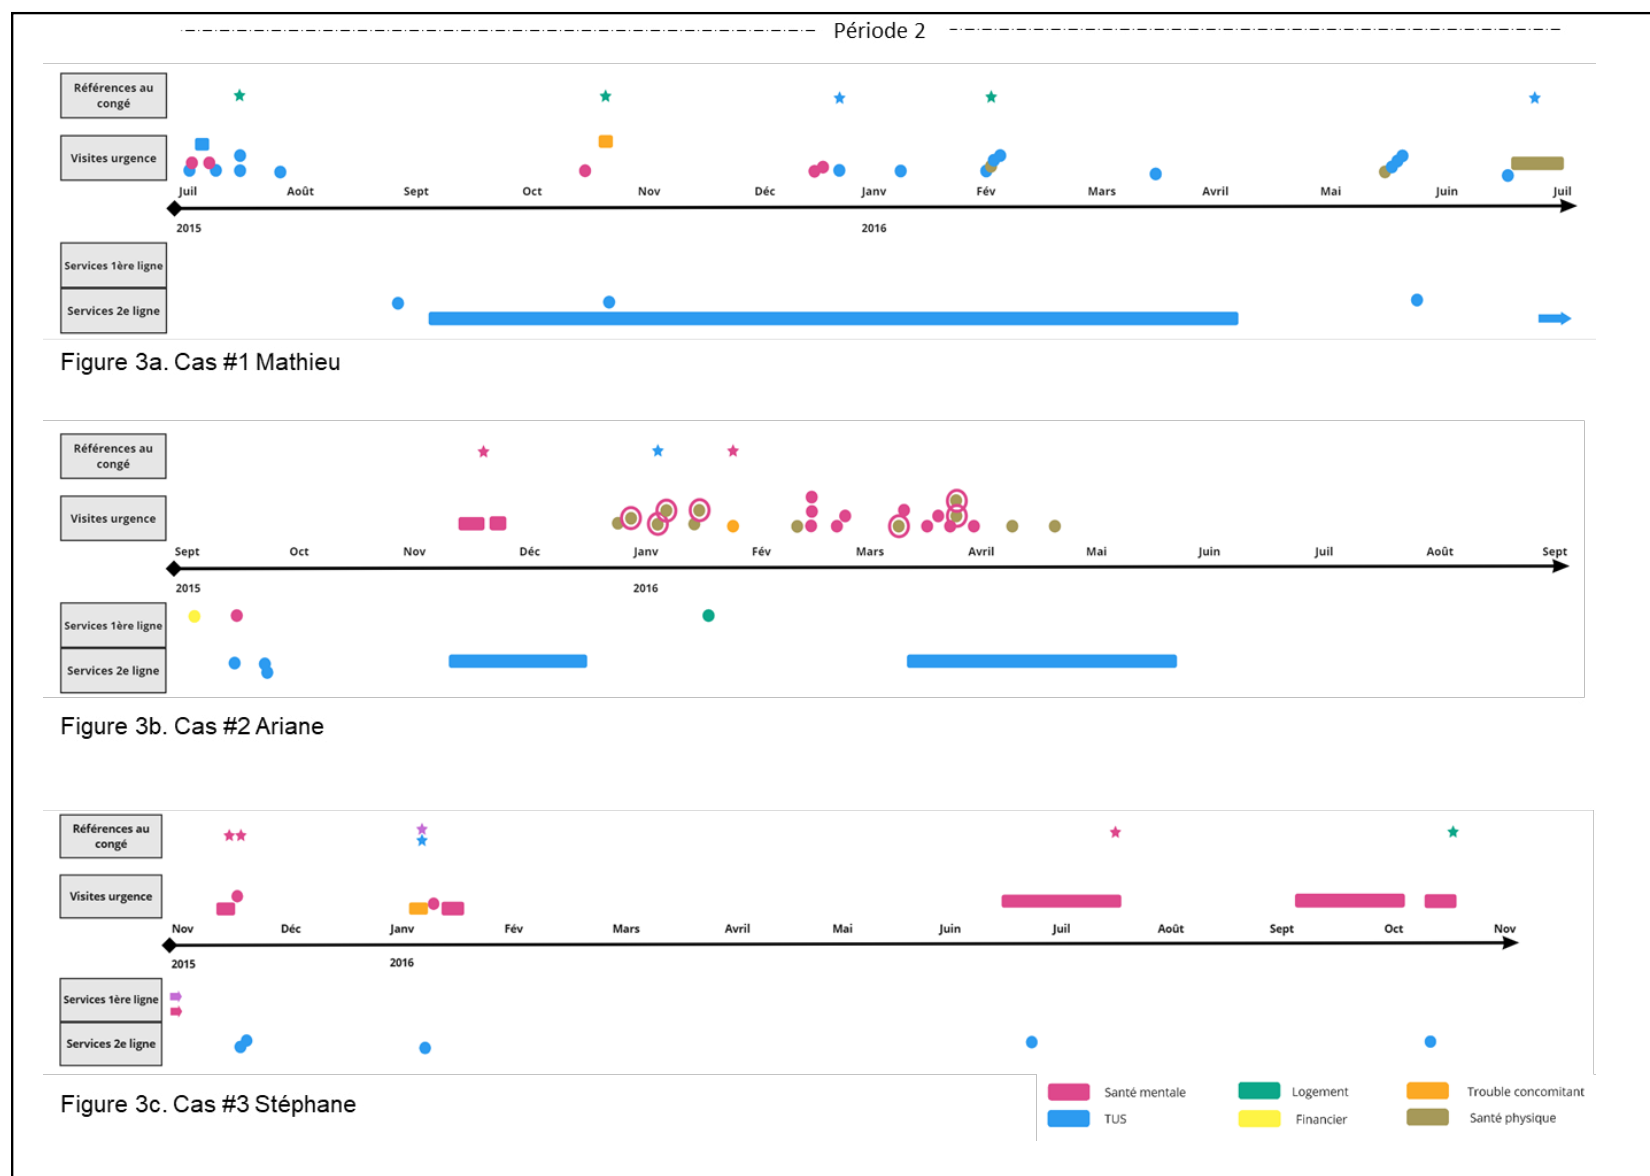 Période 2
Références au
congé
Visites urgence
Juil Août Sept Oct Nov Déc Janv Fév Mars Avril Mai Juin Juil
2015 2016
Services 1ère ligne
Services 2e ligne
Figure 3a. Cas #1 Mathieu
Références au
congé
Visites urgence
Sept Oct Nov Déc Janv Fév Mars Avril Mai Juin Juil Août Sept
2015 2016
Services 1ère ligne
Services 2e ligne
Figure 3b. Cas #2 Ariane
Références au
congé
Visites urgence
Nov Déc Janv Fév Mars Avril Mai Juin Juil Août Sept Oct Nov
2015 2016
Services 1ère ligne
Services 2e ligne
Figure 3c. Cas #3 Stéphane
Santé mentale Logement Trouble concomitant
TUS Financier Santé physique